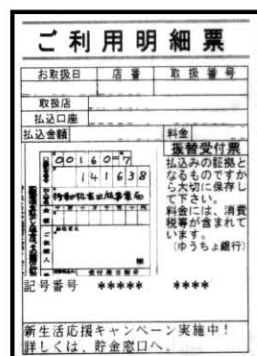 ご利用明細票
お取扱日 店番 取扱番号
取扱店
払込口座
払込金額 料金
振替受付票
払込みの証拠と
なるものですか
ら大切に保存し
て下さい。
料金には、消費
税等が含まれて
います。
(ゆうちょ銀行)
00160-7
141638
記号番号 ***** ****
新生活応援キャンペーン実施中!
詳しくは、貯金窓口へ。